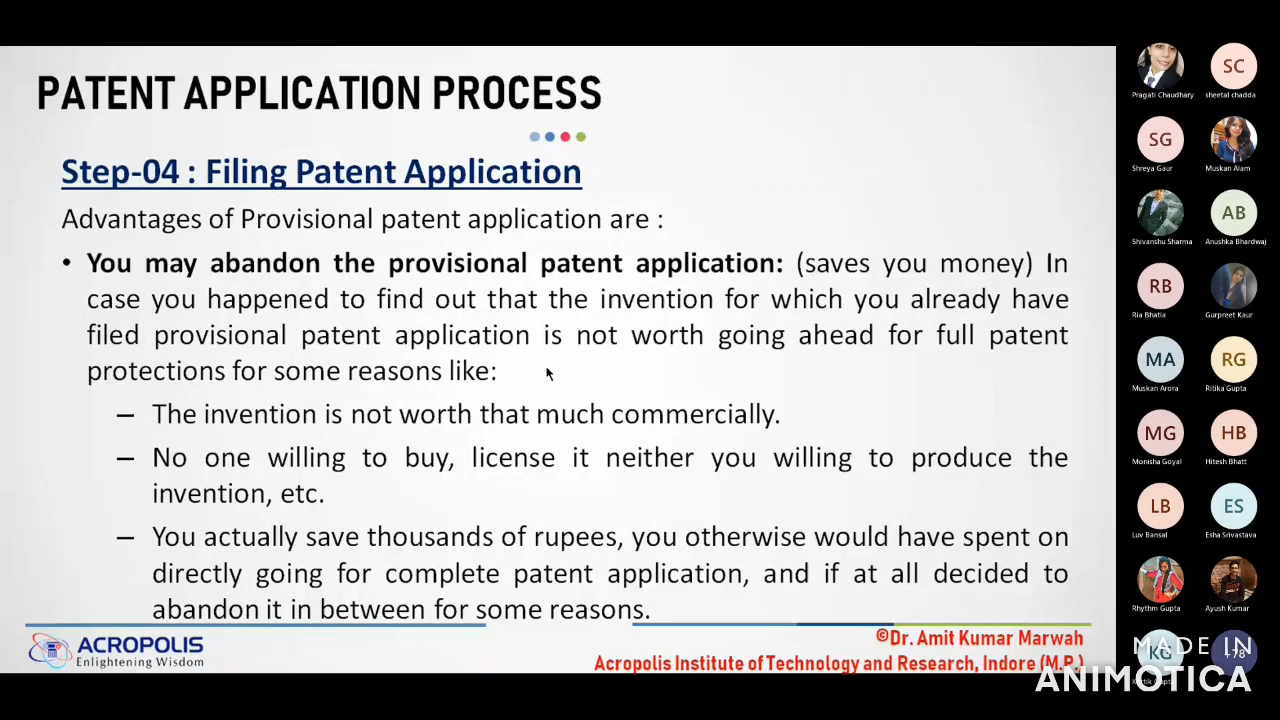 PATENT APPLICATION PROCESS
Step-04 : Filing Patent Application
Advantages of Provisional patent application are :
• You may abandon the provisional patent application: (saves you money) In
case you happened to find out that the invention for which you already have
filed provisional patent application is not worth going ahead for full patent
protections for some reasons like:
– The invention is not worth that much commercially.
– No one willing to buy, license it neither you willing to produce the
invention, etc.
– You actually save thousands of rupees, you otherwise would have spent on
directly going for complete patent application, and if at all decided to
abandon it in between for some reasons.
ACROPOLIS
Enlightening Wisdom
©Dr. Amit Kumar Marwah
Acropolis Institute of Technology and Research, Indore (M.P.)
Pragati Chaudhary
SC
sheetal chadda
SG
Shreya Gaur
Muskan Alam
Shivanshu Sharma
AB
Anushka Bhardwaj
RB
Ria Bhatia
Gurpreet Kaur
MA
Muskan Arora
RG
Ritika Gupta
MG
Monisha Goyal
HB
Hitesh Bhatt
LB
Luv Bansal
ES
Esha Srivastava
Rhythm Gupta
Ayush Kumar
KG
+78
MADE IN
ANIMOTICA